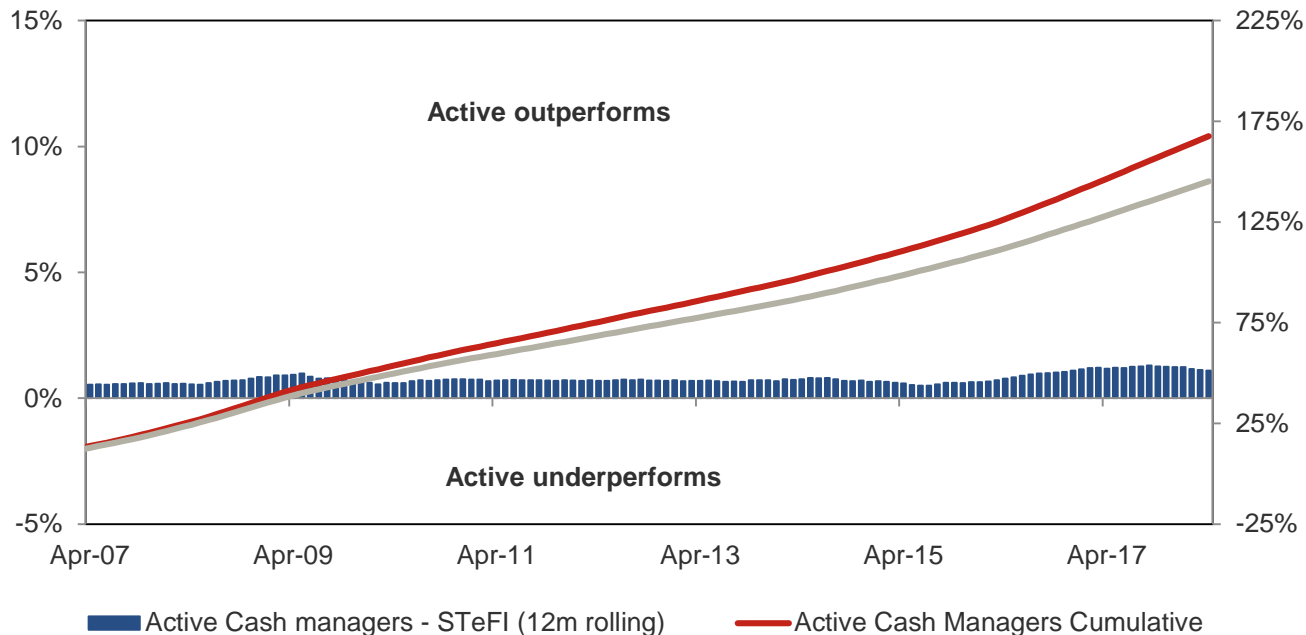 15% 225%
Active outperforms
175%
10%
125%
5%
75%
0%
25%
Active underperforms
-5% -25%
Apr-07 Apr-09 Apr-11 Apr-13 Apr-15 Apr-17
Active Cash managers - STeFI (12m rolling) Active Cash Managers Cumulative